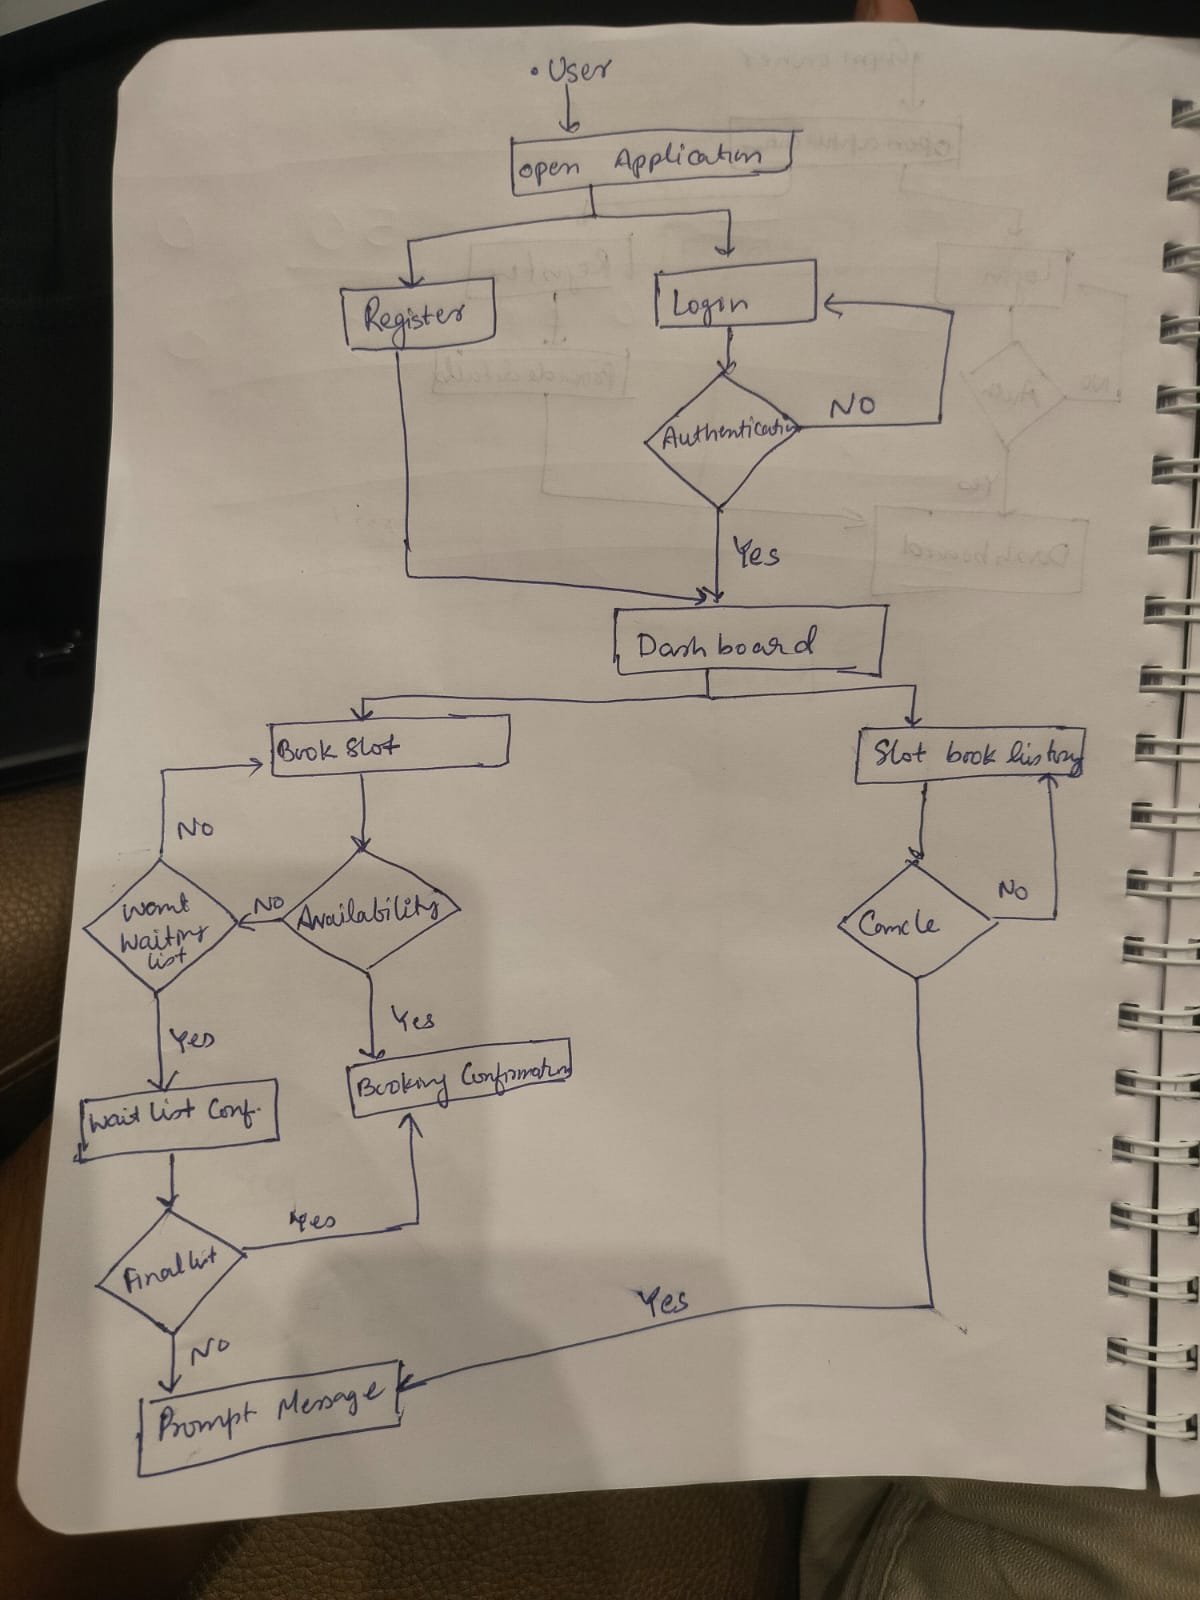 • User
open Application
Register
Login
Authentication
NO
Yes
Dashboard
Book Slot
Slot book history
NO
Want
Waiting
list
NO
Availability
Cancle
NO
Yes
Yes
Wait list Conf.
Booking Confirmation
Final list
Yes
NO
Yes
Prompt Message